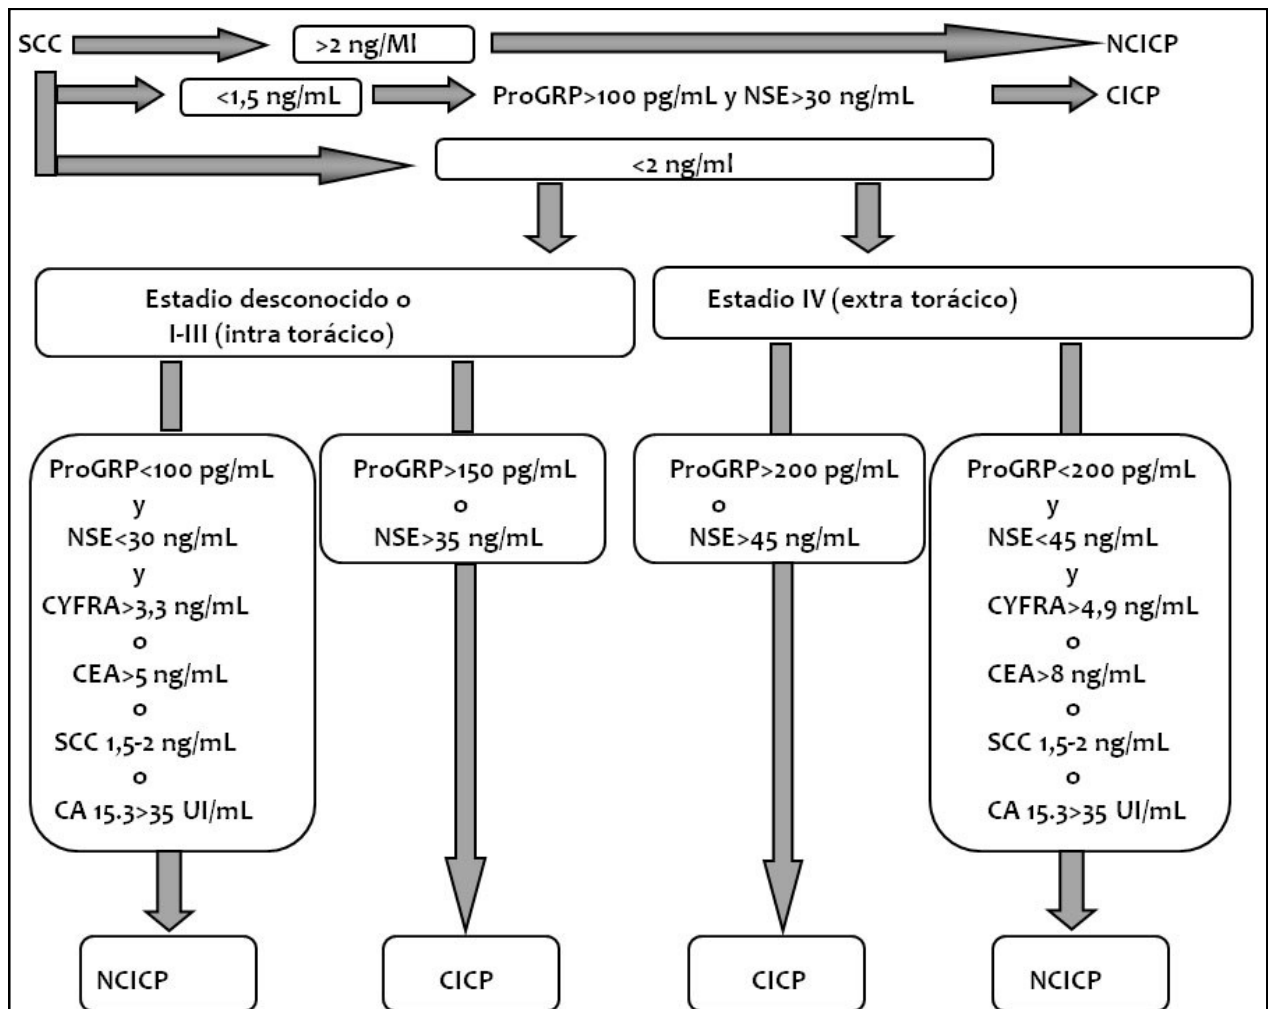 SCC >2 ng/Ml NCICP
<1,5 ng/mL ProGRP>100 pg/mL y NSE>30 ng/mL CICP
<2 ng/ml
Estadio desconocido o
I-III (intra torácico)
Estadio IV (extra torácico)
ProGRP<100 pg/mL
y
NSE<30 ng/mL
y
CYFRA>3,3 ng/mL
o
CEA>5 ng/mL
o
SCC 1,5-2 ng/mL
o
CA 15.3>35 UI/mL
NCICP
ProGRP>150 pg/mL
o
NSE>35 ng/mL
CICP
ProGRP>200 pg/mL
o
NSE>45 ng/mL
CICP
ProGRP<200 pg/mL
y
NSE<45 ng/mL
y
CYFRA>4,9 ng/mL
o
CEA>8 ng/mL
o
SCC 1,5-2 ng/mL
o
CA 15.3>35 UI/mL
NCICP